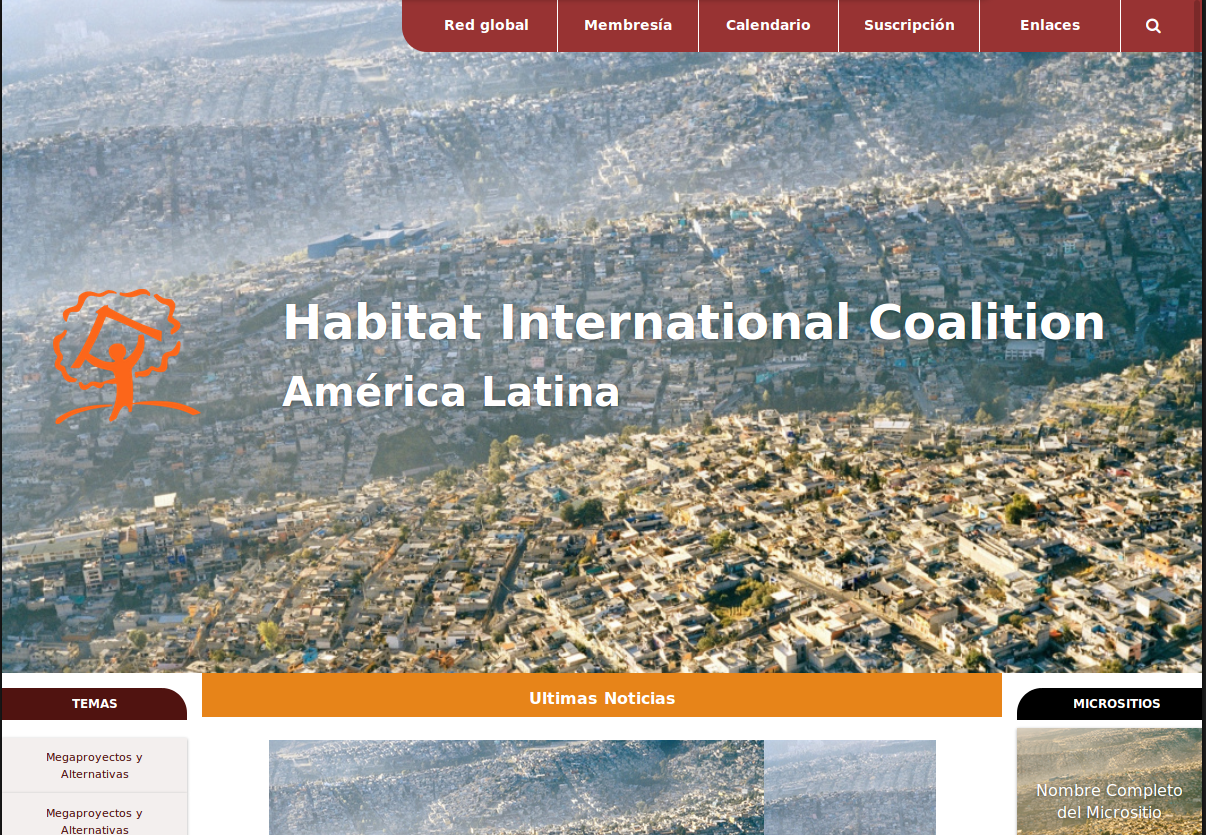 Red global
Membresía
Calendario
Suscripción
Enlaces
Habitat International Coalition
América Latina
TEMAS
Ultimas Noticias
MICROSITIOS
Megaproyectos y
Alternativas
Megaproyectos y
Alternativas
Nombre Completo
del Micrositio